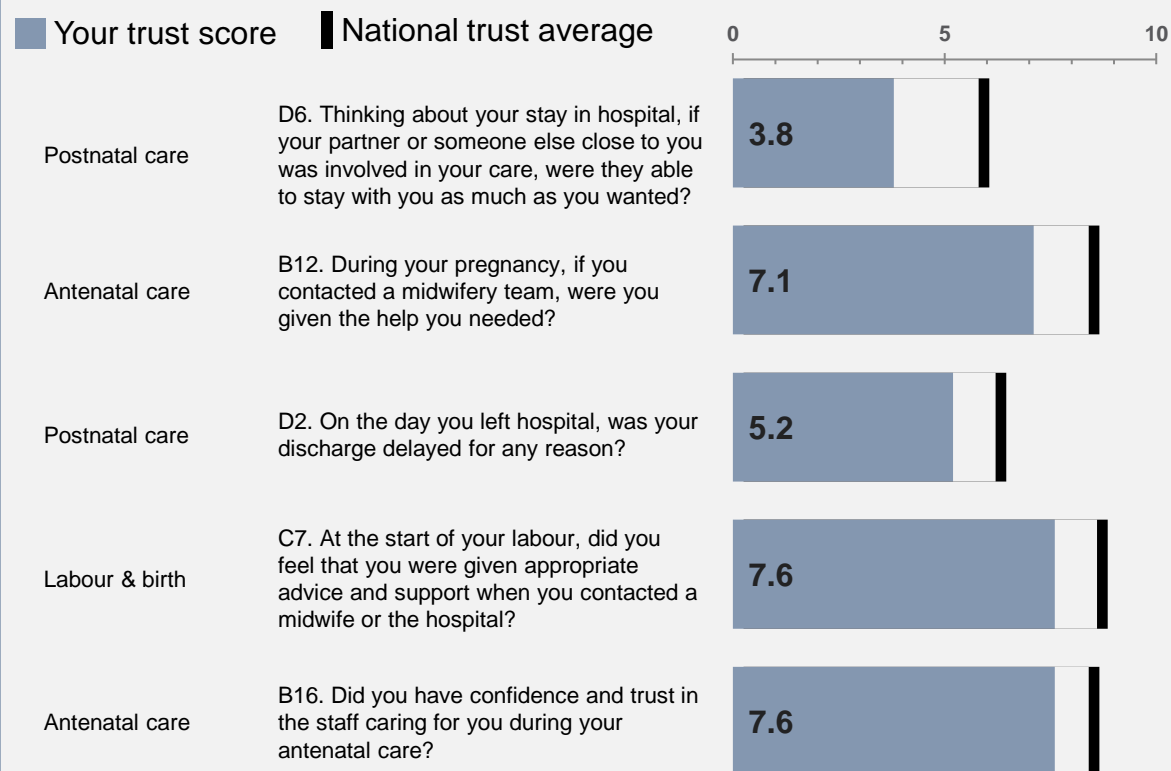 Your trust score
National trust average
0 5 10
Postnatal care
D6. Thinking about your stay in hospital, if
your partner or someone else close to you
was involved in your care, were they able
to stay with you as much as you wanted?
3.8
Antenatal care
B12. During your pregnancy, if you
contacted a midwifery team, were you
given the help you needed?
7.1
Postnatal care
D2. On the day you left hospital, was your
discharge delayed for any reason?
5.2
Labour & birth
C7. At the start of your labour, did you
feel that you were given appropriate
advice and support when you contacted a
midwife or the hospital?
7.6
Antenatal care
B16. Did you have confidence and trust in
the staff caring for you during your
antenatal care?
7.6